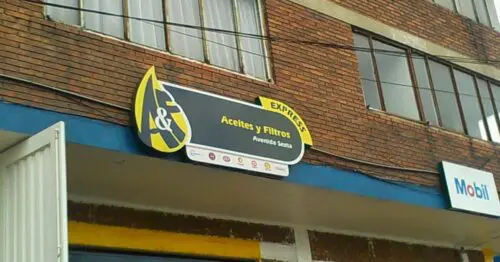 A&F
EXPRESS
Aceites y Filtros
Avenida Sexta
Mobil